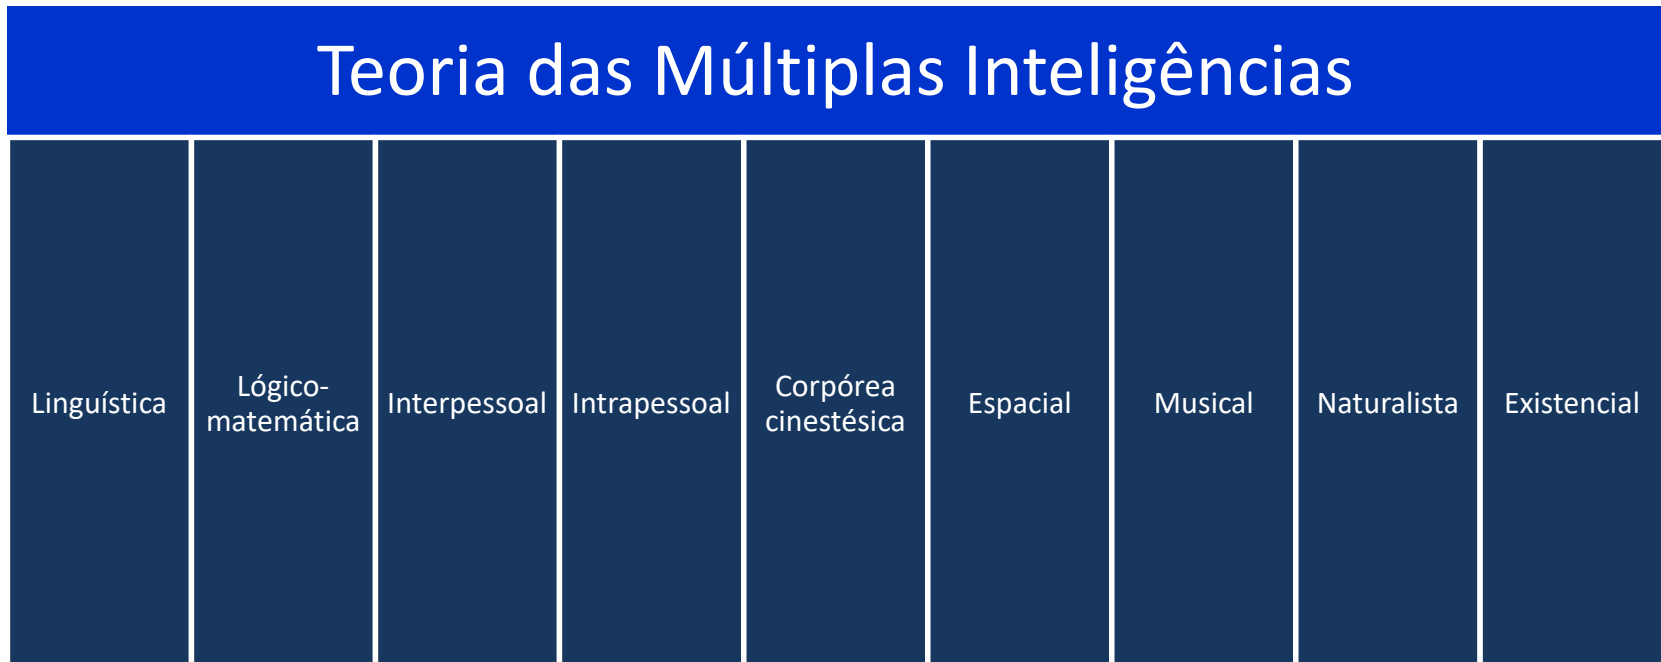 Teoria das Múltiplas Inteligências
Linguística
Lógico-
matemática
Interpessoal
Intrapessoal
Corpórea
cinestésica
Espacial
Musical
Naturalista
Existencial